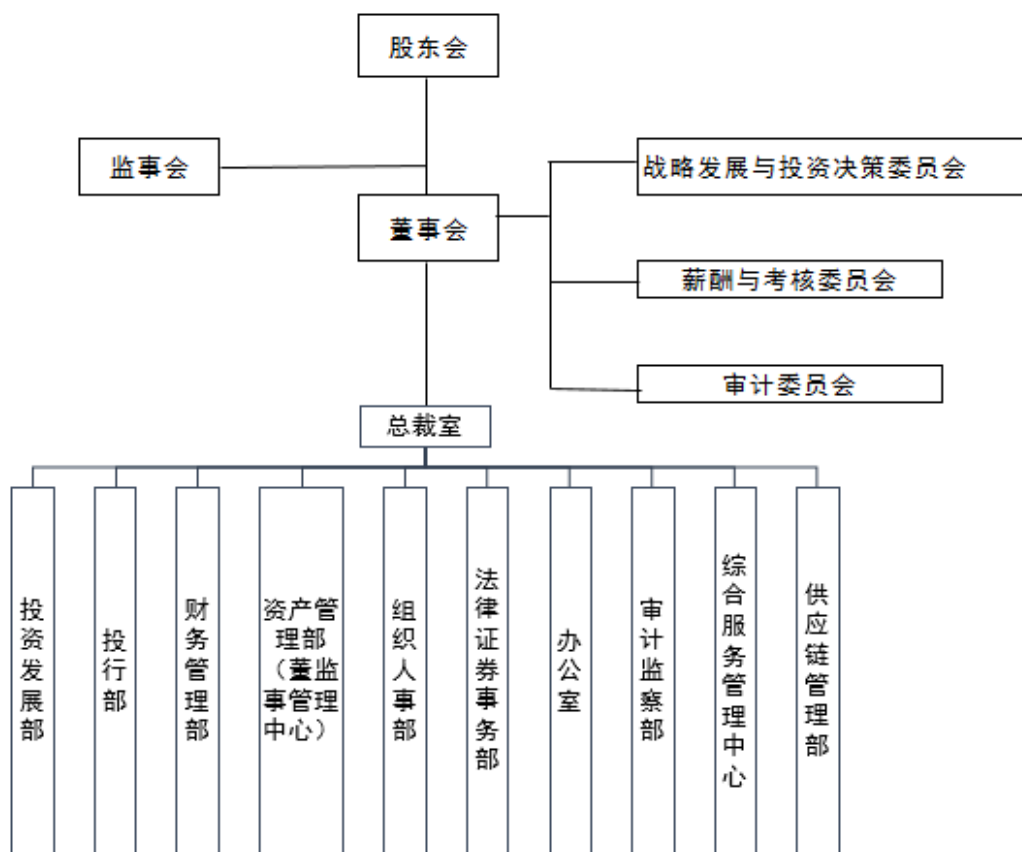 股东会
监事会
战略发展与投资决策委员会
董事会
薪酬与考核委员会
审计委员会
总裁室
投资发展部
投行部
财务管理部
资产管
理部
（董监
事管理
中心）
组织人事部
法律证券事务部
办公室
审计监察部
综合服务管理中心
供应链管理部